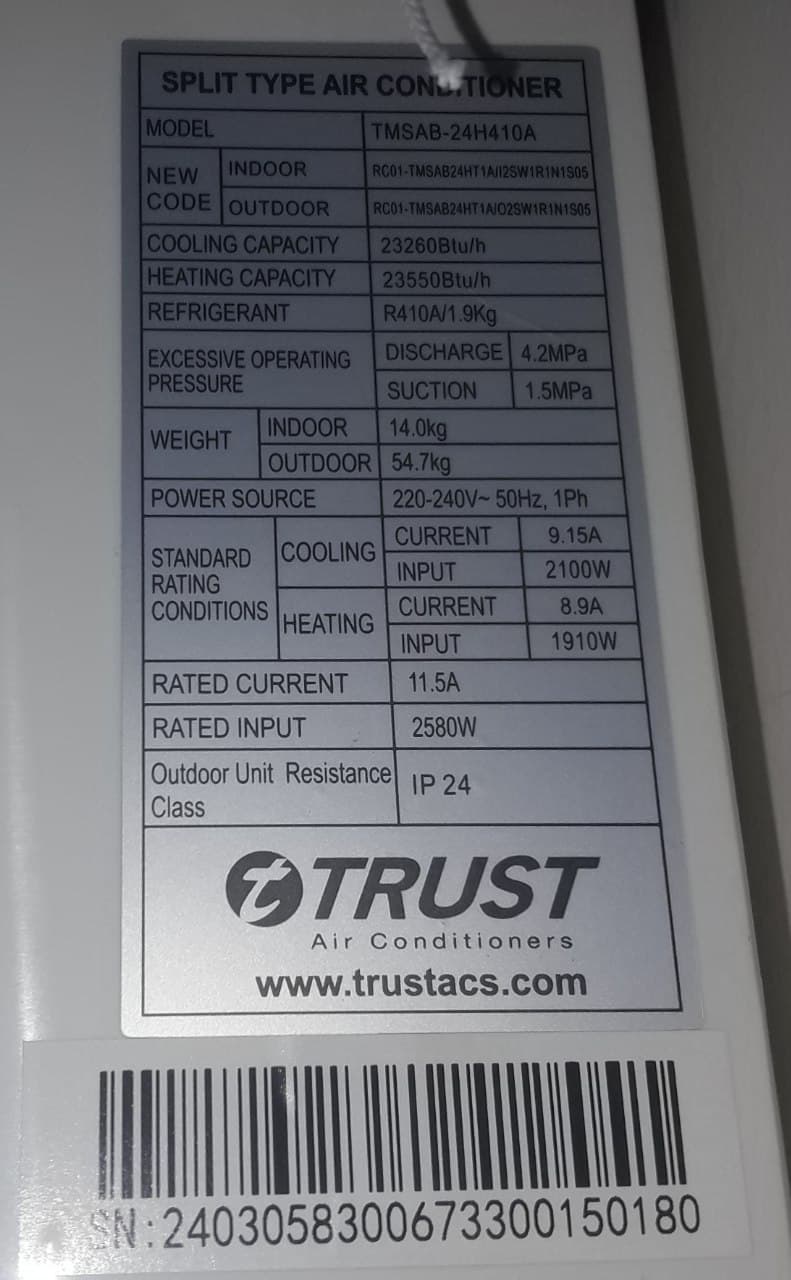 SPLIT TYPE AIR CONDITIONER
MODEL TMSAB-24H410A
NEW CODE INDOOR RC01-TMSAB24HT1A/I2SW1R1N1S05
OUTDOOR RC01-TMSAB24HT1A/O2SW1R1N1S05
COOLING CAPACITY 23260Btu/h
HEATING CAPACITY 23550Btu/h
REFRIGERANT R410A/1.9Kg
EXCESSIVE OPERATING PRESSURE DISCHARGE 4.2MPa
SUCTION 1.5MPa
WEIGHT INDOOR 14.0kg
OUTDOOR 54.7kg
POWER SOURCE 220-240V~ 50Hz, 1Ph
STANDARD RATING CONDITIONS COOLING CURRENT 9.15A
INPUT 2100W
HEATING CURRENT 8.9A
INPUT 1910W
RATED CURRENT 11.5A
RATED INPUT 2580W
Outdoor Unit Resistance Class IP 24
TRUST
Air Conditioners
www.trustacs.com
SN:2403058300673300150180